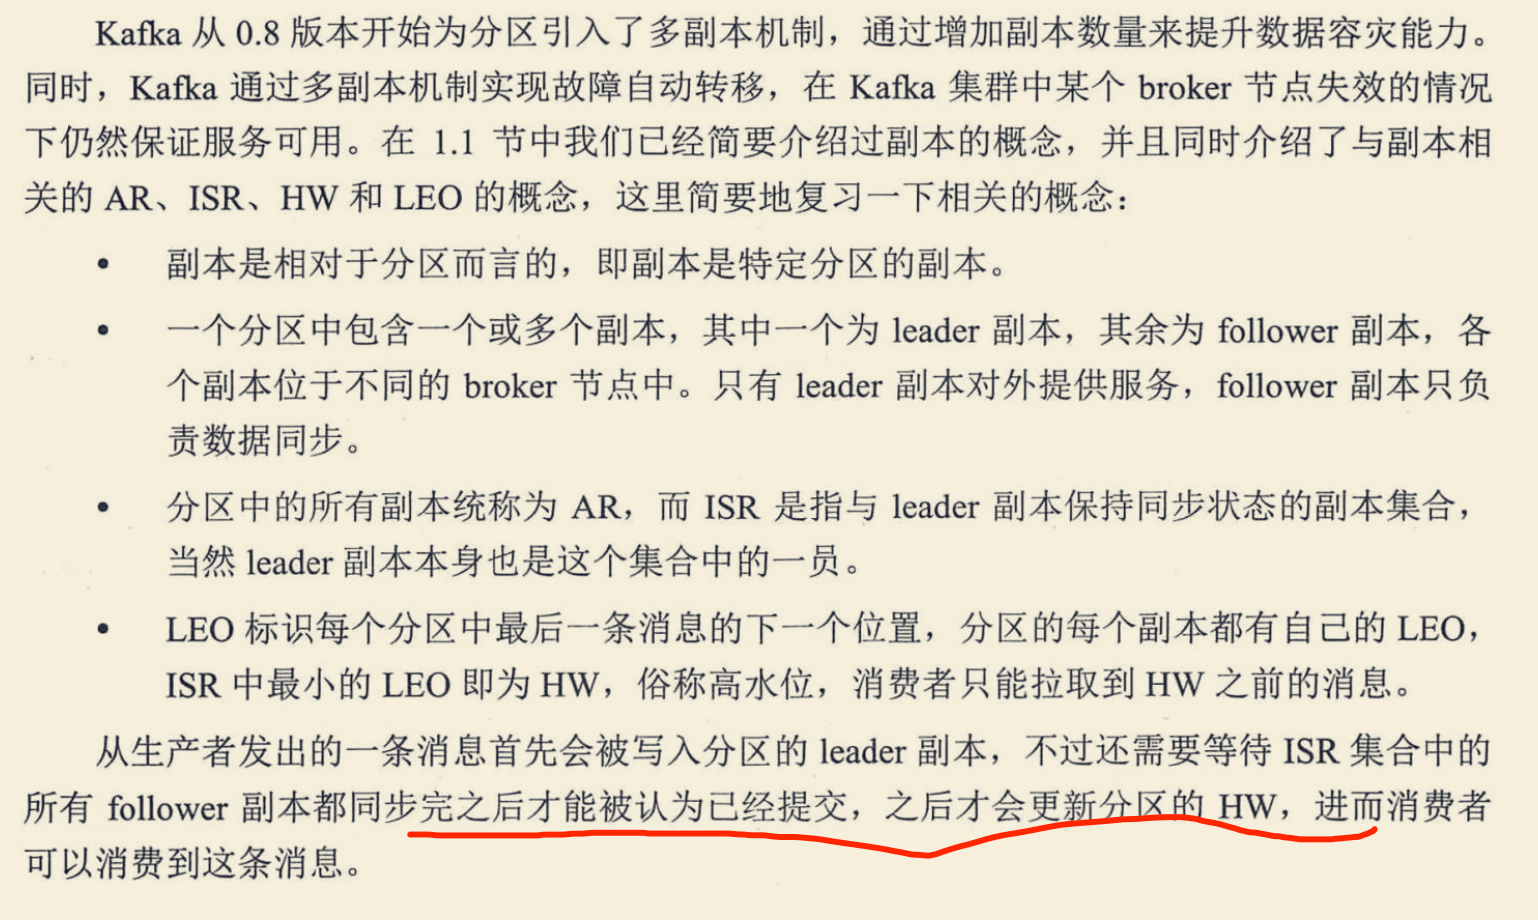 Kafka 从 0.8 版本开始为分区引入了多副本机制，通过增加副本数量来提升数据容灾能力。
同时，Kafka 通过多副本机制实现故障自动转移，在 Kafka 集群中某个 broker 节点失效的情况
下仍然保证服务可用。在 1.1 节中我们已经简要介绍过副本的概念，并且同时介绍了与副本相
关的 AR、ISR、HW 和 LEO 的概念，这里简要地复习一下相关的概念：
• 副本是相对于分区而言的，即副本是特定分区的副本。
• 一个分区中包含一个或多个副本，其中一个为 leader 副本，其余为 follower 副本，各
个副本位于不同的 broker 节点中。只有 leader 副本对外提供服务，follower 副本只负
责数据同步。
• 分区中的所有副本统称为 AR，而 ISR 是指与 leader 副本保持同步状态的副本集合，
当然 leader 副本本身也是这个集合中的一员。
• LEO 标识每个分区中最后一条消息的下一个位置，分区的每个副本都有自己的 LEO，
ISR 中最小的 LEO 即为 HW，俗称高水位，消费者只能拉取到 HW 之前的消息。
从生产者发出的一条消息首先会被写入分区的 leader 副本，不过还需要等待 ISR 集合中的
所有 follower 副本都同步完之后才能被认为已经提交，之后才会更新分区的 HW，进而消费者
可以消费到这条消息。